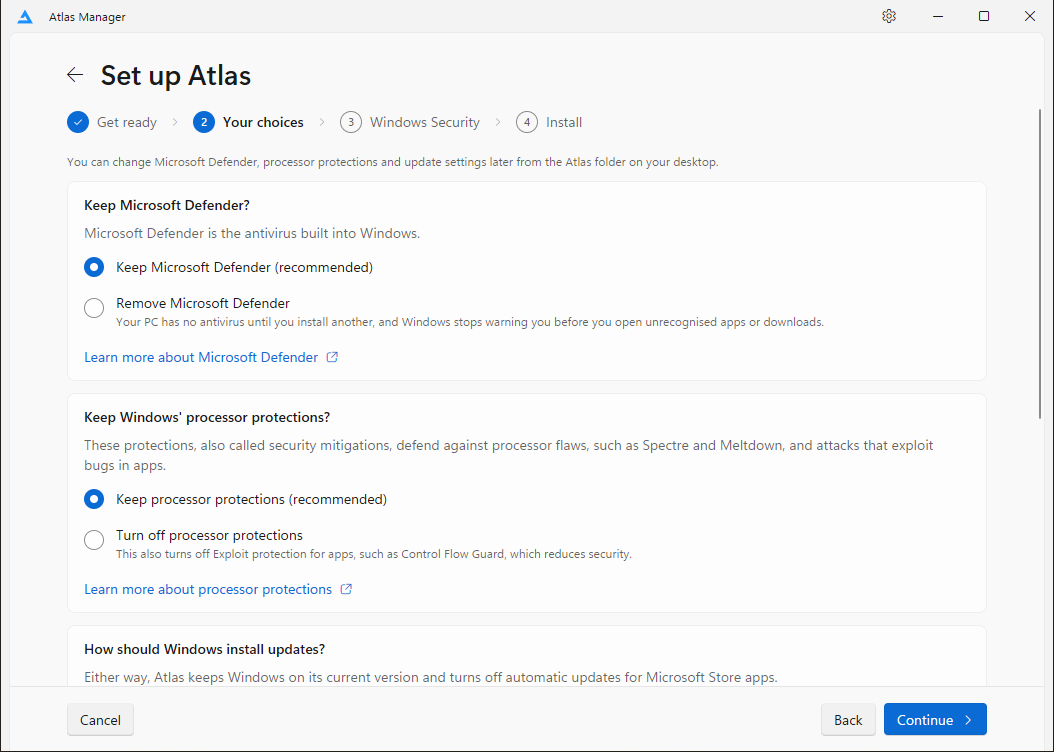 Atlas Manager
Set up Atlas
Get ready
2 Your choices
3 Windows Security
4 Install
You can change Microsoft Defender, processor protections and update settings later from the Atlas folder on your desktop.
Keep Microsoft Defender?
Microsoft Defender is the antivirus built into Windows.
Keep Microsoft Defender (recommended)
Remove Microsoft Defender
Your PC has no antivirus until you install another, and Windows stops warning you before you open unrecognised apps or downloads.
Learn more about Microsoft Defender
Keep Windows' processor protections?
These protections, also called security mitigations, defend against processor flaws, such as Spectre and Meltdown, and attacks that exploit
bugs in apps.
Keep processor protections (recommended)
Turn off processor protections
This also turns off Exploit protection for apps, such as Control Flow Guard, which reduces security.
Learn more about processor protections
How should Windows install updates?
Either way, Atlas keeps Windows on its current version and turns off automatic updates for Microsoft Store apps.
Cancel
Back
Continue